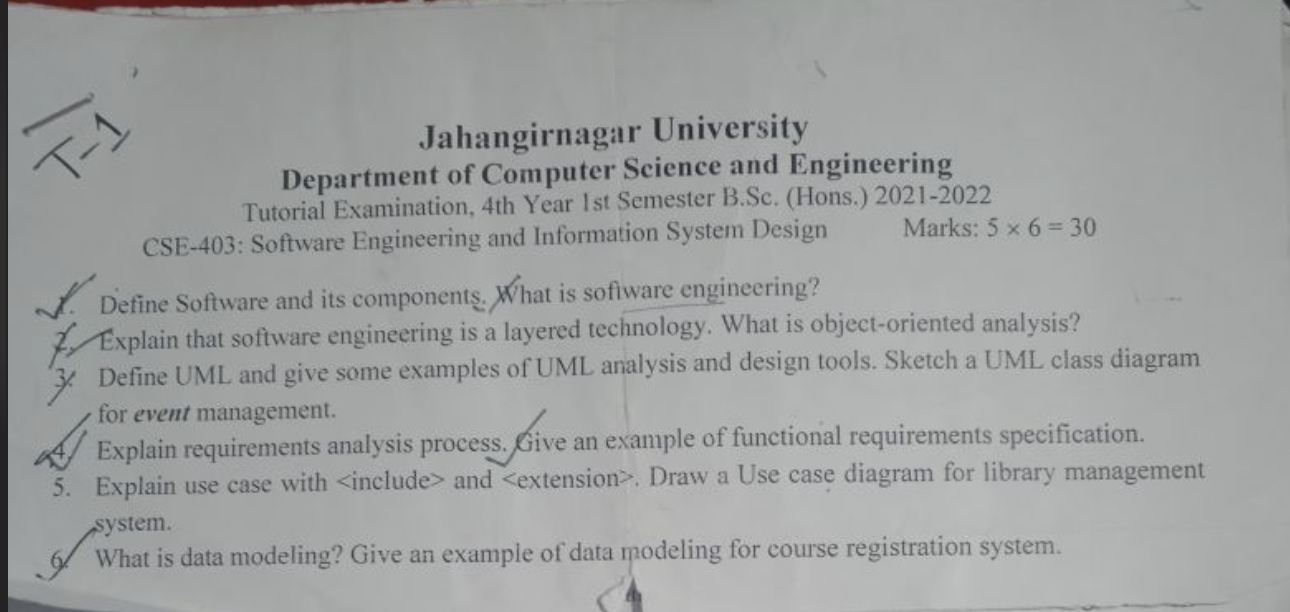 T-1
Jahangirnagar University
Department of Computer Science and Engineering
Tutorial Examination, 4th Year 1st Semester B.Sc. (Hons.) 2021-2022
CSE-403: Software Engineering and Information System Design Marks: 5 × 6 = 30
1. Define Software and its components. What is software engineering?
2. Explain that software engineering is a layered technology. What is object-oriented analysis?
3. Define UML and give some examples of UML analysis and design tools. Sketch a UML class diagram
for event management.
4. Explain requirements analysis process. Give an example of functional requirements specification.
5. Explain use case with <include> and <extension>. Draw a Use case diagram for library management
system.
6. What is data modeling? Give an example of data modeling for course registration system.